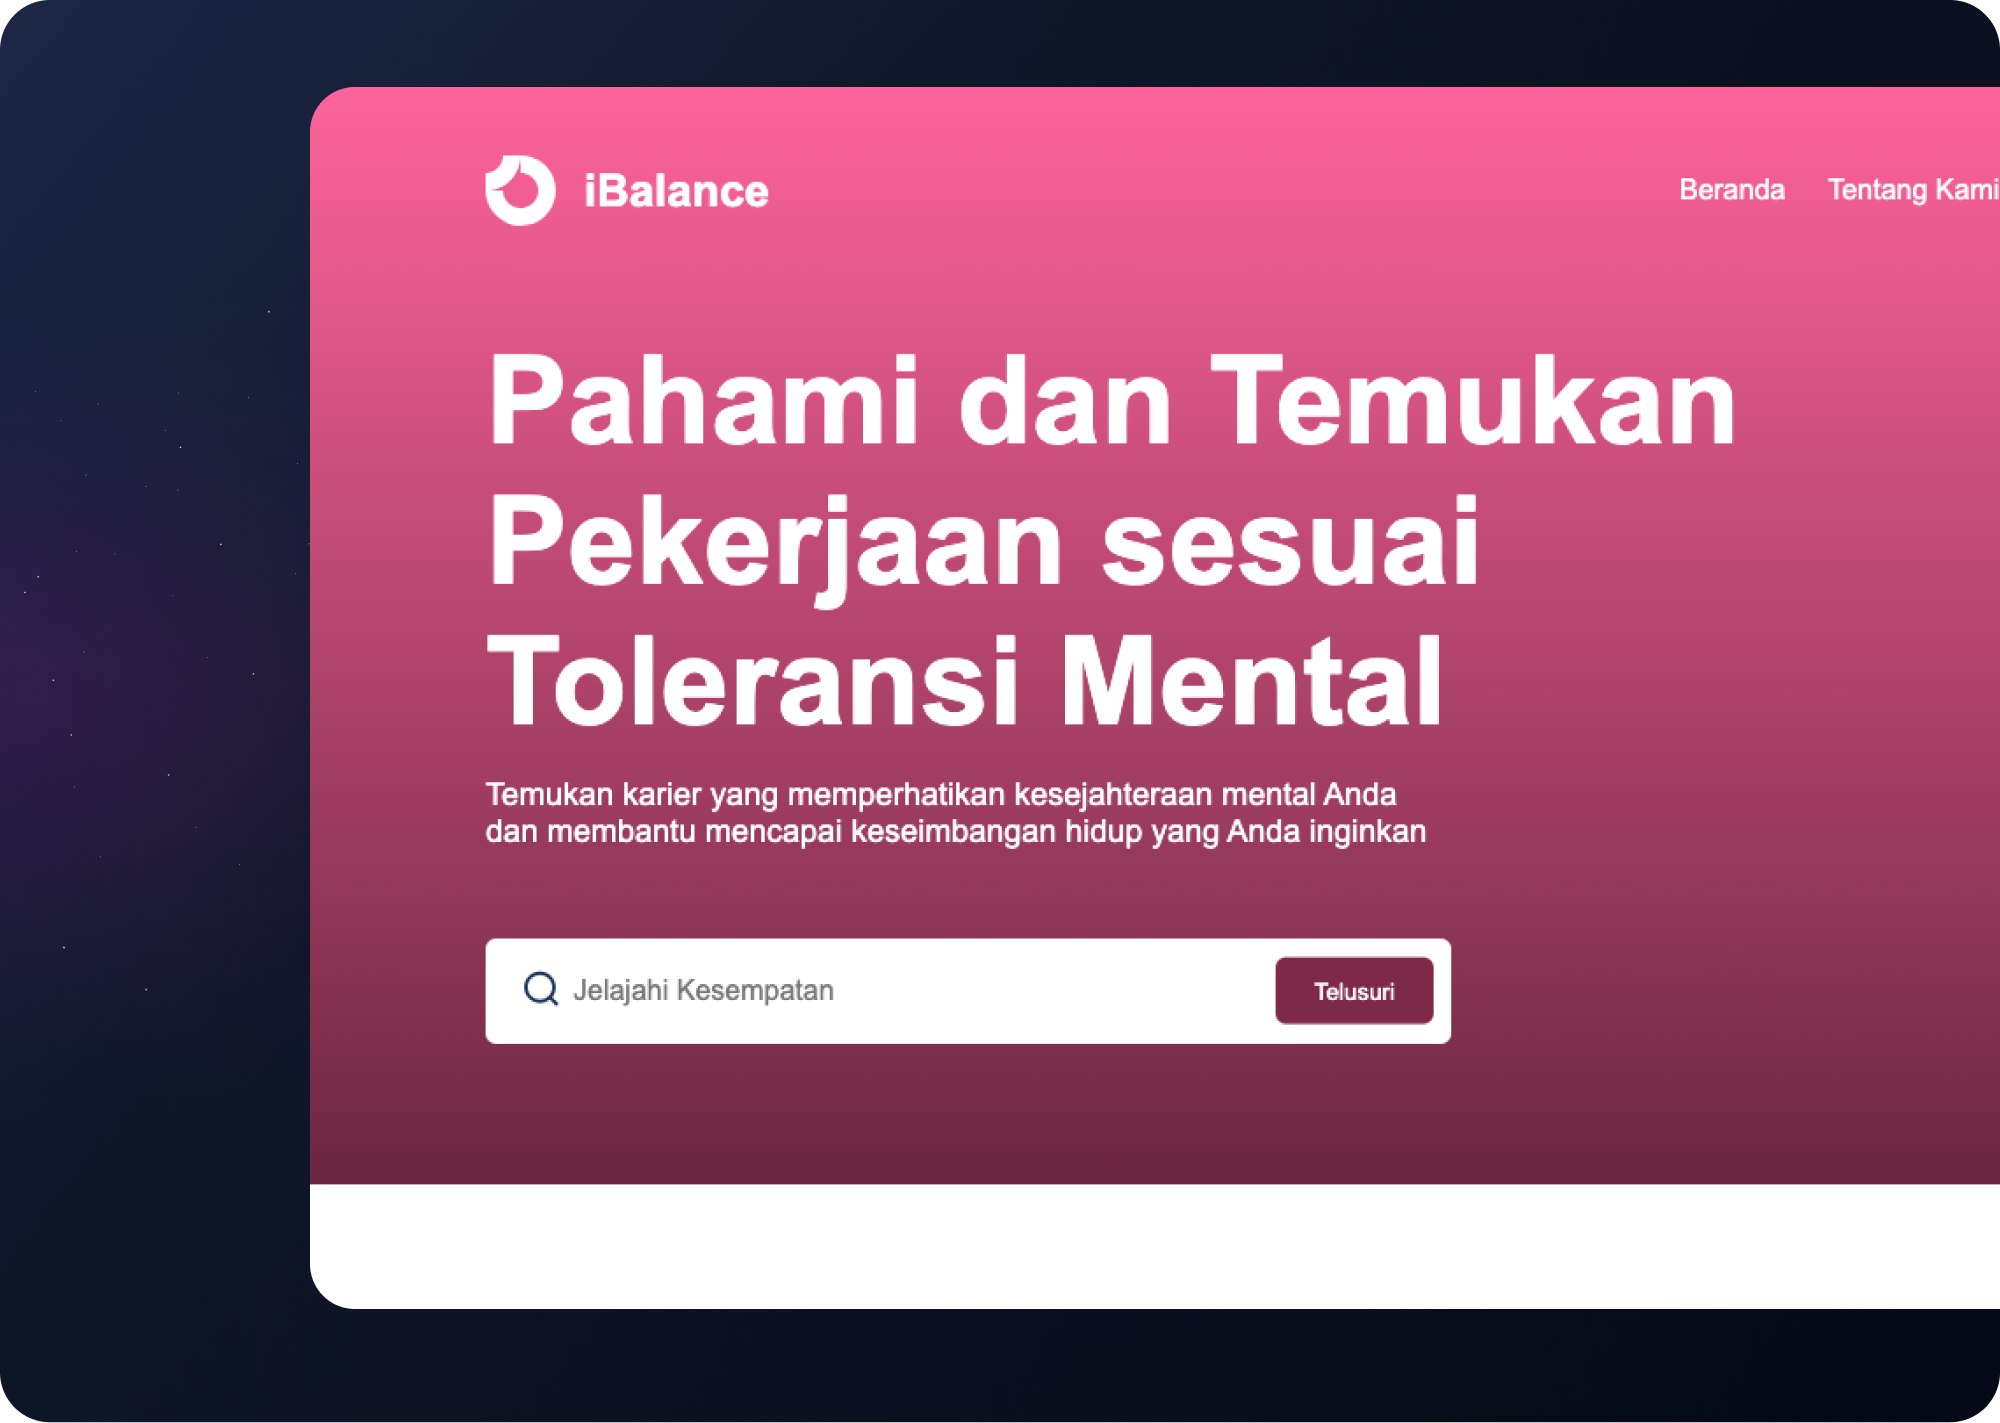 iBalance
Beranda
Tentang Kami
Pahami dan Temukan
Pekerjaan sesuai
Toleransi Mental
Temukan karier yang memperhatikan kesejahteraan mental Anda
dan membantu mencapai keseimbangan hidup yang Anda inginkan
Jelajahi Kesempatan
Telusuri